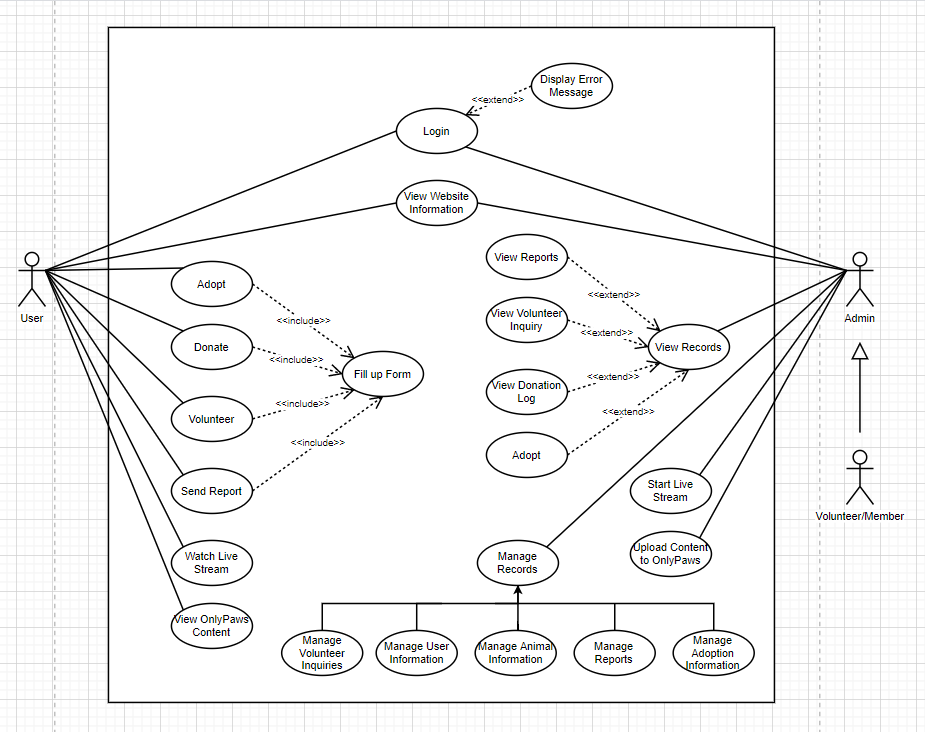 Display Error
Message
<<extend>>
Login
View Website
Information
View Reports
Adopt
<<extend>>
<<include>>
View Volunteer
Inquiry
User
Admin
<<extend>>
Donate
<<include>>
View Records
Fill up Form
<<extend>>
View Donation
Log
<<include>>
<<extend>>
Volunteer
<<include>>
Adopt
Send Report
Start Live
Stream
Volunteer/Member
Watch Live
Stream
Manage
Records
Upload Content
to OnlyPaws
View OnlyPaws
Content
Manage
Volunteer
Inquiries
Manage User
Information
Manage Animal
Information
Manage
Reports
Manage
Adoption
Information